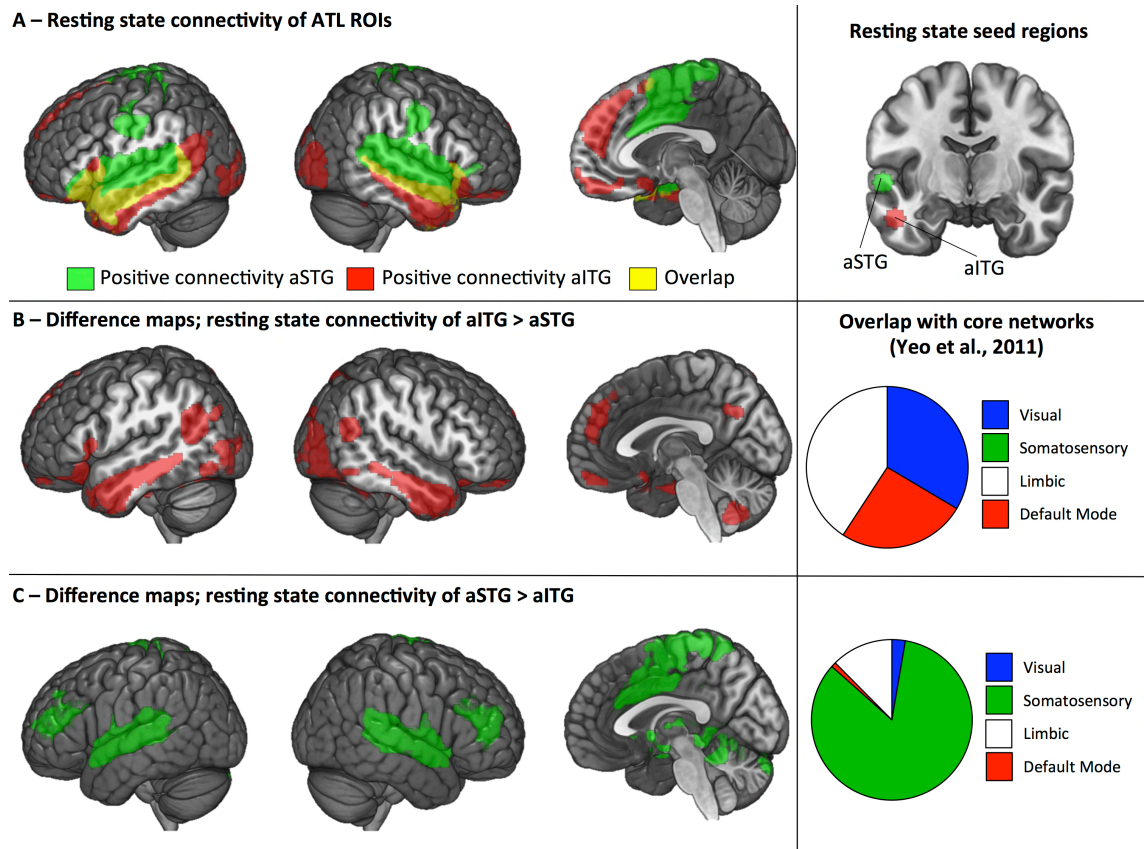 A – Resting state connectivity of ATL ROIs
Resting state seed regions
aSTG
aITG
Positive connectivity aSTG
Positive connectivity aITG
Overlap
B – Difference maps; resting state connectivity of aITG > aSTG
Overlap with core networks
(Yeo et al., 2011)
Visual
Somatosensory
Limbic
Default Mode
C – Difference maps; resting state connectivity of aSTG > aITG
Visual
Somatosensory
Limbic
Default Mode